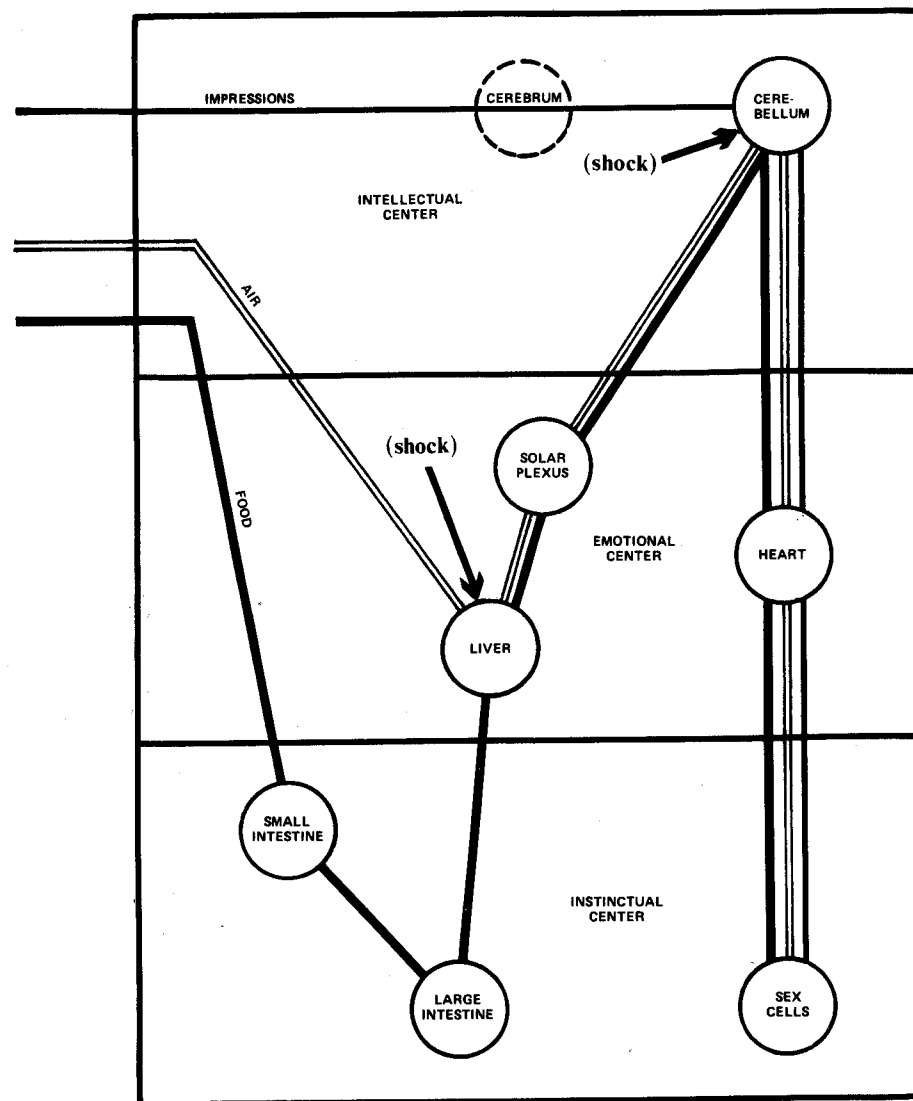 IMPRESSIONS
CEREBRUM
CERE-
BELLUM
(shock)
INTELLECTUAL
CENTER
AIR
(shock)
SOLAR
PLEXUS
FOOD
EMOTIONAL
CENTER
HEART
LIVER
SMALL
INTESTINE
INSTINCTUAL
CENTER
LARGE
INTESTINE
SEX
CELLS